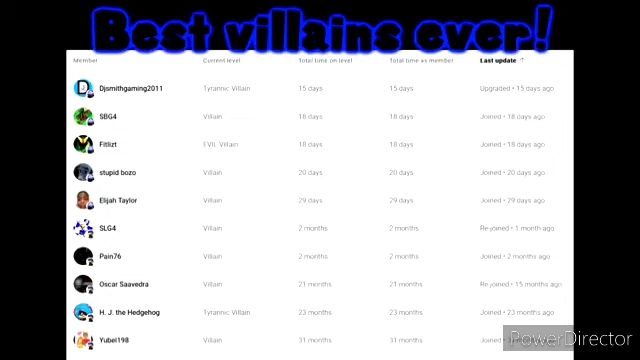 Best villains ever!
Member Current level Total time on level Total time as member Last update ↑
Djsmithgaming2011 Tyrannic Villain 15 days 15 days Upgraded • 15 days ago
SBG4 Villain 18 days 18 days Joined • 18 days ago
Fitlizt EVIL Villain 18 days 18 days Joined • 18 days ago
stupid bozo Villain 20 days 20 days Joined • 20 days ago
Elijah Taylor Villain 29 days 29 days Joined • 29 days ago
SLG4 Villain 2 months 2 months Re-joined • 1 month ago
Pain76 Villain 2 months 2 months Joined • 2 months ago
Oscar Saavedra Villain 21 months 21 months Re-joined • 15 months ago
H. J. the Hedgehog Tyrannic Villain 23 months 23 months Joined • 23 months ago
Yubel198 Villain 31 months 31 months Joined •
PowerDirector